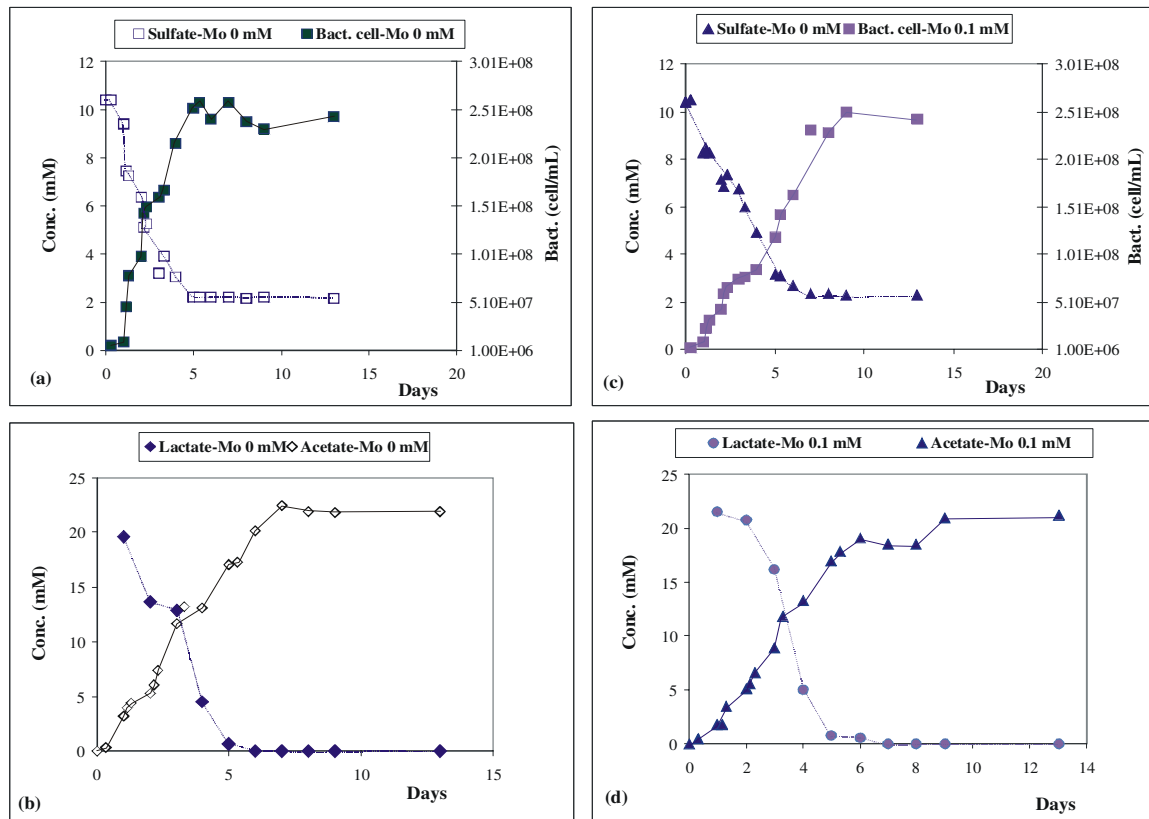 Sulfate-Mo 0 mM Bact. cell-Mo 0 mM
12 3.01E+08
10 2.51E+08
8 2.01E+08
6 1.51E+08
4 1.01E+08
2 5.10E+07
0 1.00E+06
Conc. (mM)
Bact. (cell/mL)
0 5 10 15 20
(a) Days
Sulfate-Mo 0 mM Bact. cell-Mo 0.1 mM
12 3.01E+08
10 2.51E+08
8 2.01E+08
6 1.51E+08
4 1.01E+08
2 5.10E+07
0 1.00E+06
Conc. (mM)
Bact. (cell/mL)
0 5 10 15 20
(c) Days
Lactate-Mo 0 mM Acetate-Mo 0 mM
25
20
15
10
5
0
Conc. (mM)
0 5 10 15
(b) Days
Lactate-Mo 0.1 mM Acetate-Mo 0.1 mM
25
20
15
10
5
0
Conc. (mM)
0 2 4 6 8 10 12 14
(d) Days